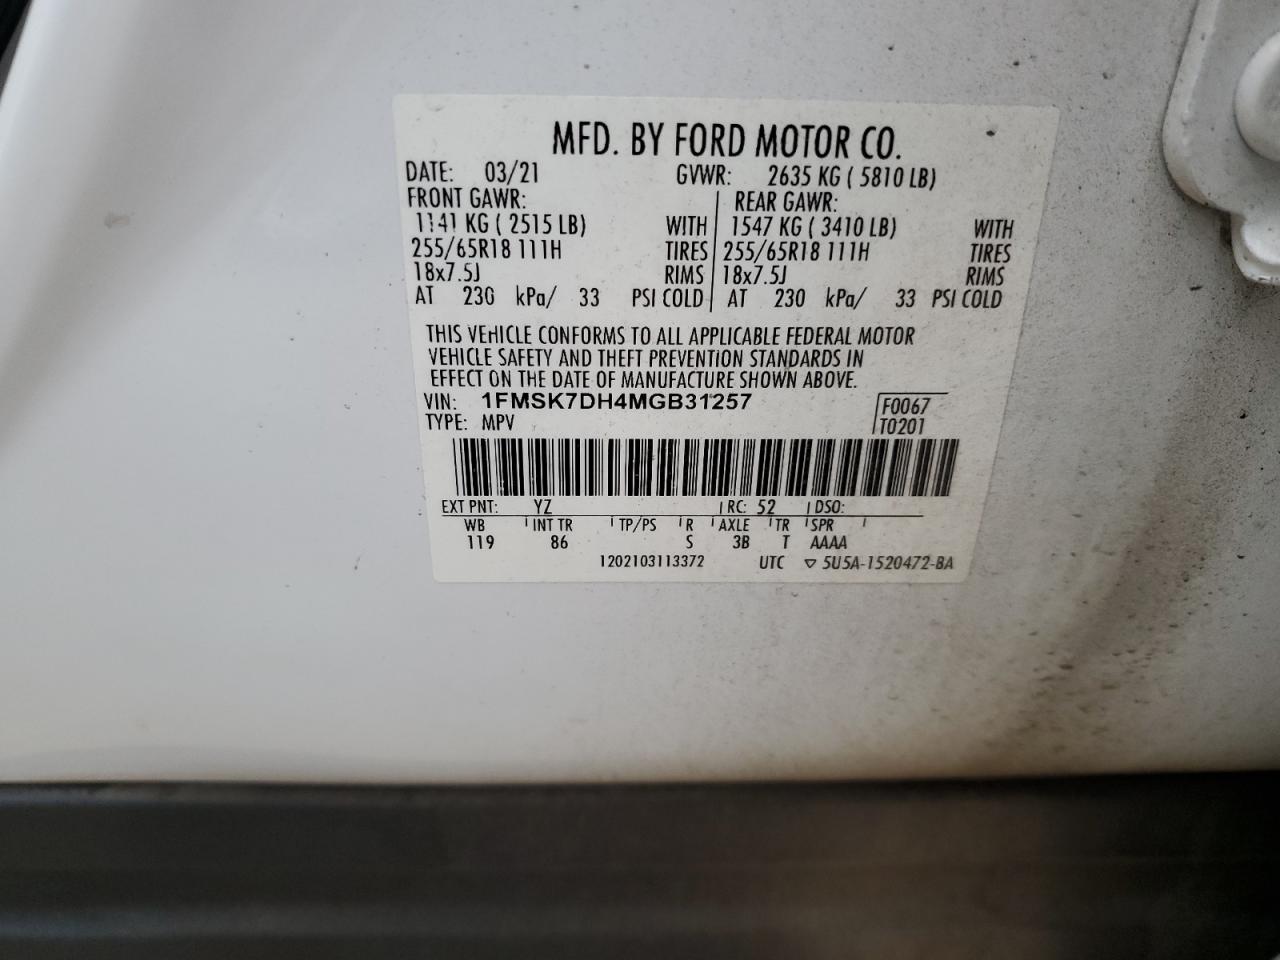 MFD. BY FORD MOTOR CO.
DATE: 03/21 GVWR: 2635 KG ( 5810 LB)
FRONT GAWR: REAR GAWR:
1141 KG ( 2515 LB) WITH 1547 KG ( 3410 LB) WITH
255/65R18 111H TIRES 255/65R18 111H TIRES
18x7.5J RIMS 18x7.5J RIMS
AT 230 kPa/ 33 PSI COLD AT 230 kPa/ 33 PSI COLD
THIS VEHICLE CONFORMS TO ALL APPLICABLE FEDERAL MOTOR
VEHICLE SAFETY AND THEFT PREVENTION STANDARDS IN
EFFECT ON THE DATE OF MANUFACTURE SHOWN ABOVE.
VIN: 1FMSK7DH4MGB31257 F0067
TYPE: MPV T0201
EXT PNT: YZ RC: 52 DSO:
WB INT TR TP/PS R AXLE TR SPR
119 86 S 3B T AAAA
1202103113372 UTC ▽ 5U5A-1520472-BA